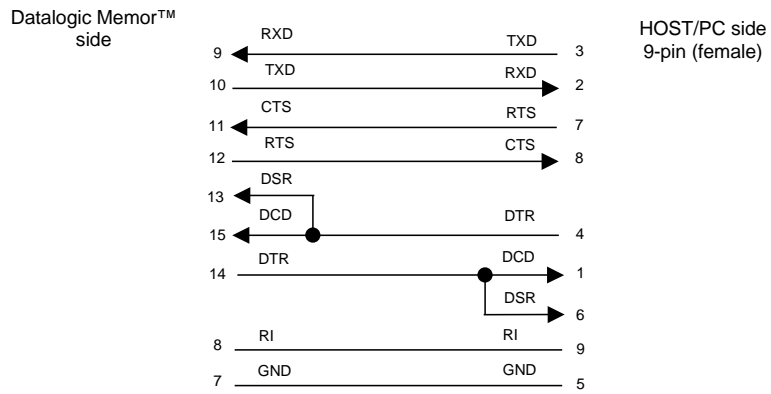 Datalogic Memor™
side
HOST/PC side
9-pin (female)
9 RXD TXD 3
10 TXD RXD 2
11 CTS RTS 7
12 RTS CTS 8
13 DSR
15 DCD DTR 4
14 DTR DCD 1
DSR 6
8 RI RI 9
7 GND GND 5